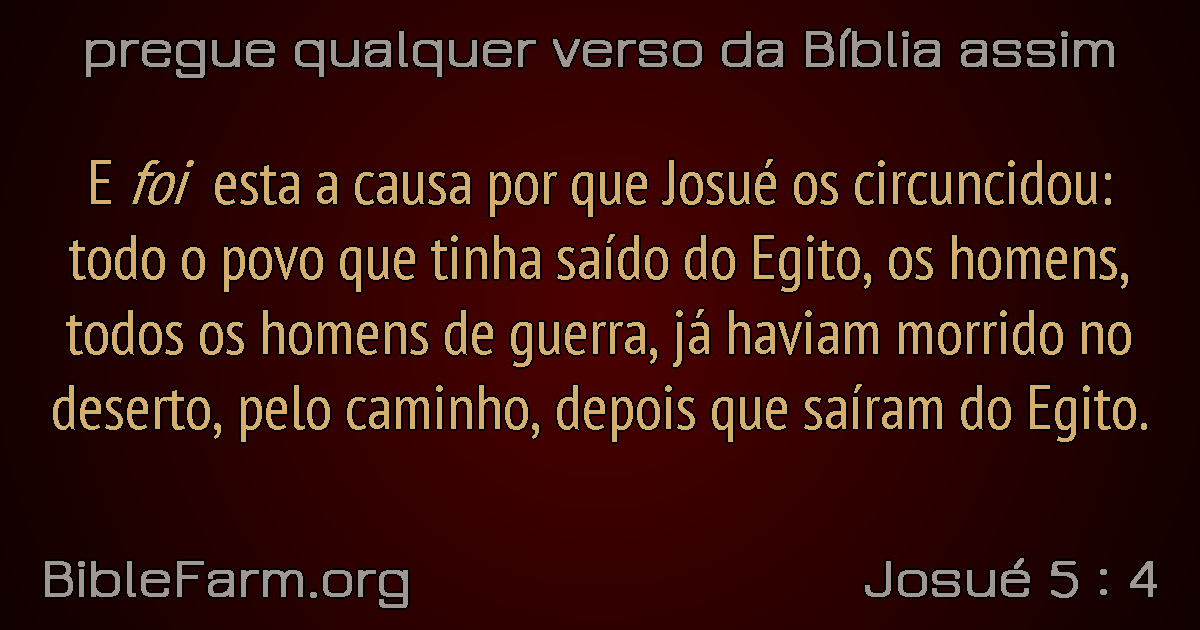 pregue qualquer verso da Bíblia assim
E foi esta a causa por que Josué os circuncidou:
todo o povo que tinha saído do Egito, os homens,
todos os homens de guerra, já haviam morrido no
deserto, pelo caminho, depois que saíram do Egito.
BibleFarm.org
Josué 5 : 4